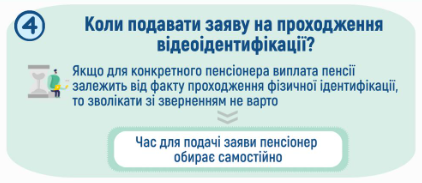 4
Коли подавати заяву на проходження
відеоідентифікації?
Якщо для конкретного пенсіонера виплата пенсії
залежить від факту проходження фізичної ідентифікації,
то зволікати зі зверненням не варто
Час для подачі заяви пенсіонер
обирає самостійно